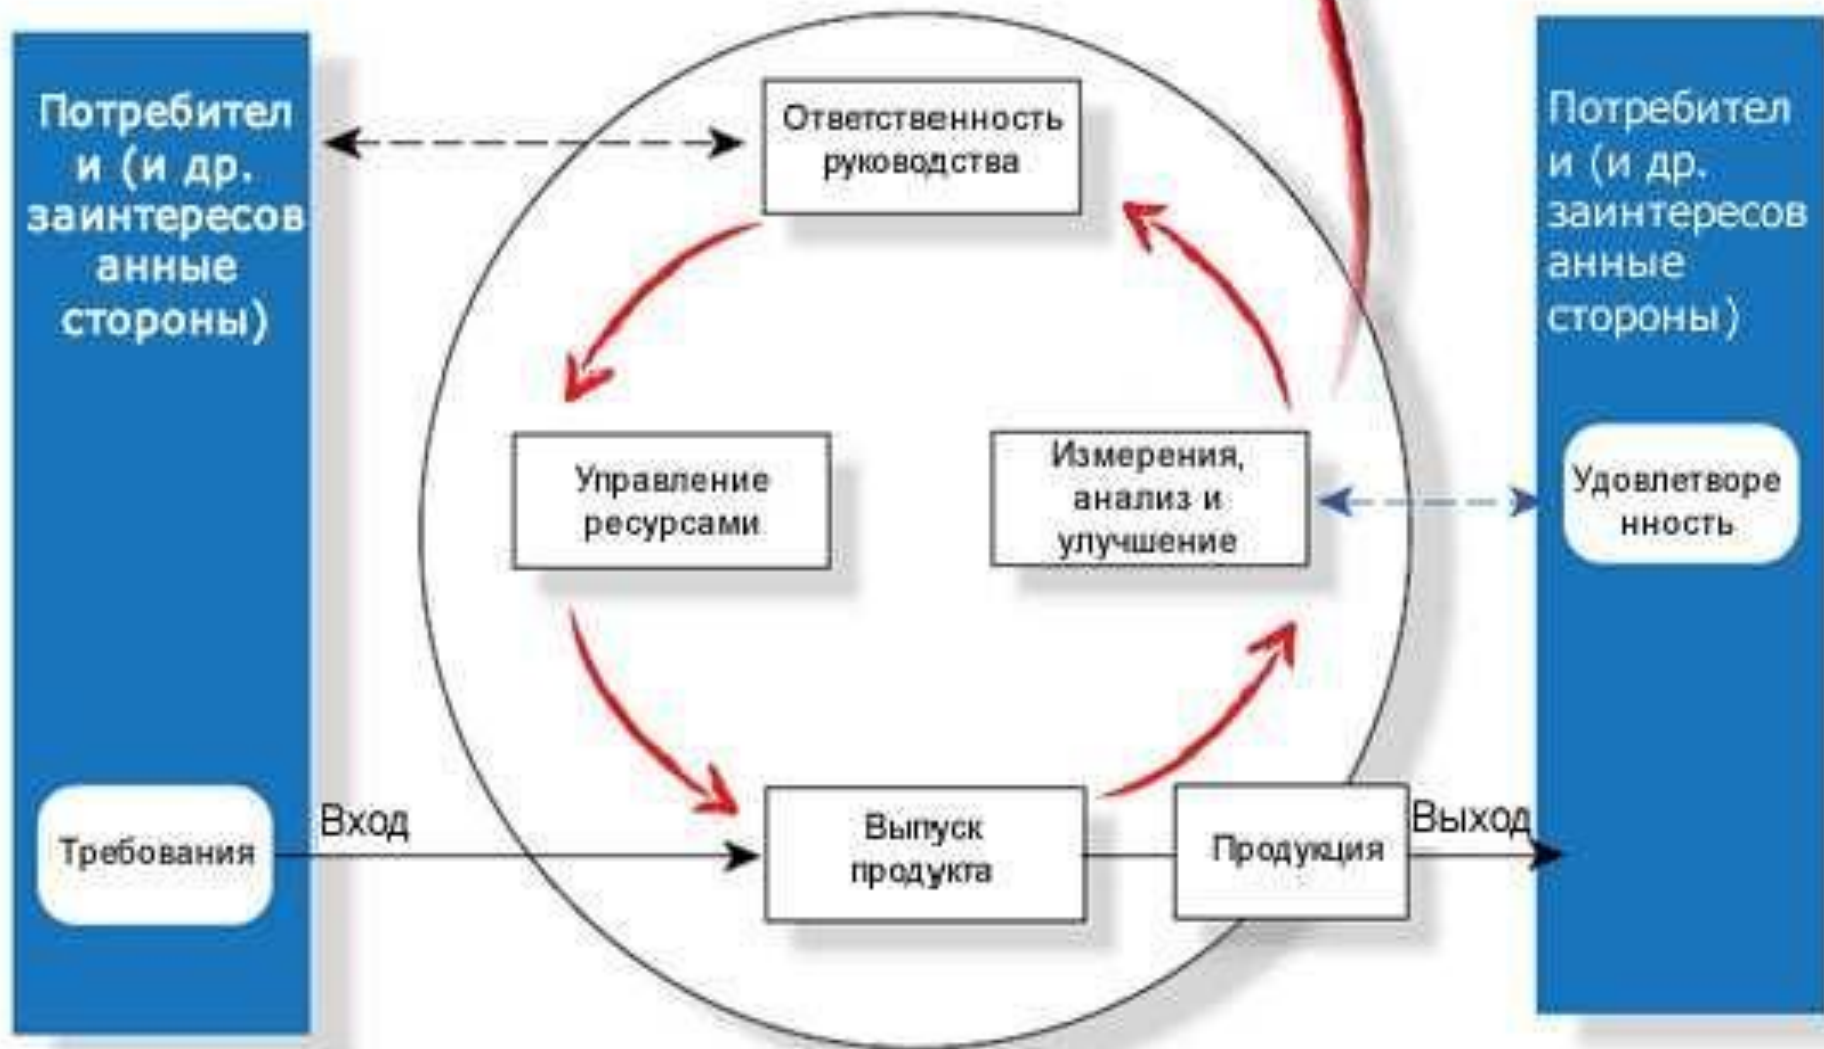 Потребител
и (и др.
заинтересов
анные
стороны)
Требования
Вход
Ответственность
руководства
Управление
ресурсами
Измерения,
анализ и
улучшение
Выпуск
продукта
Продукция
Выход
Потребител
и (и др.
заинтересов
анные
стороны)
Удовлетворе
нность